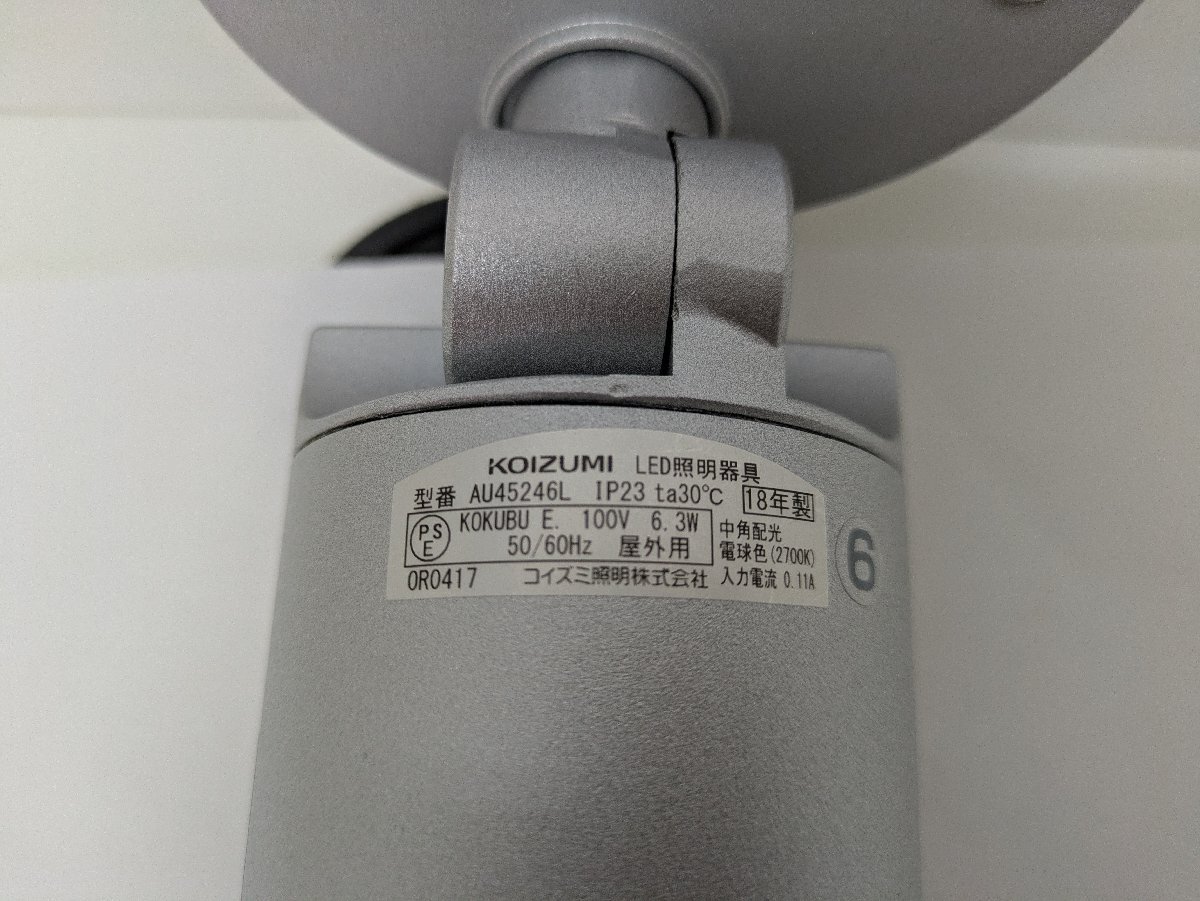 KOIZUMI LED照明器具
型番 AU45246L IP23 ta30℃ 18年製
PSE KOKUBU E. 100V 6.3W
50/60Hz 屋外用
中角配光
電球色(2700K)
0R0417 コイズミ照明株式会社 入力電流 0.11A
6